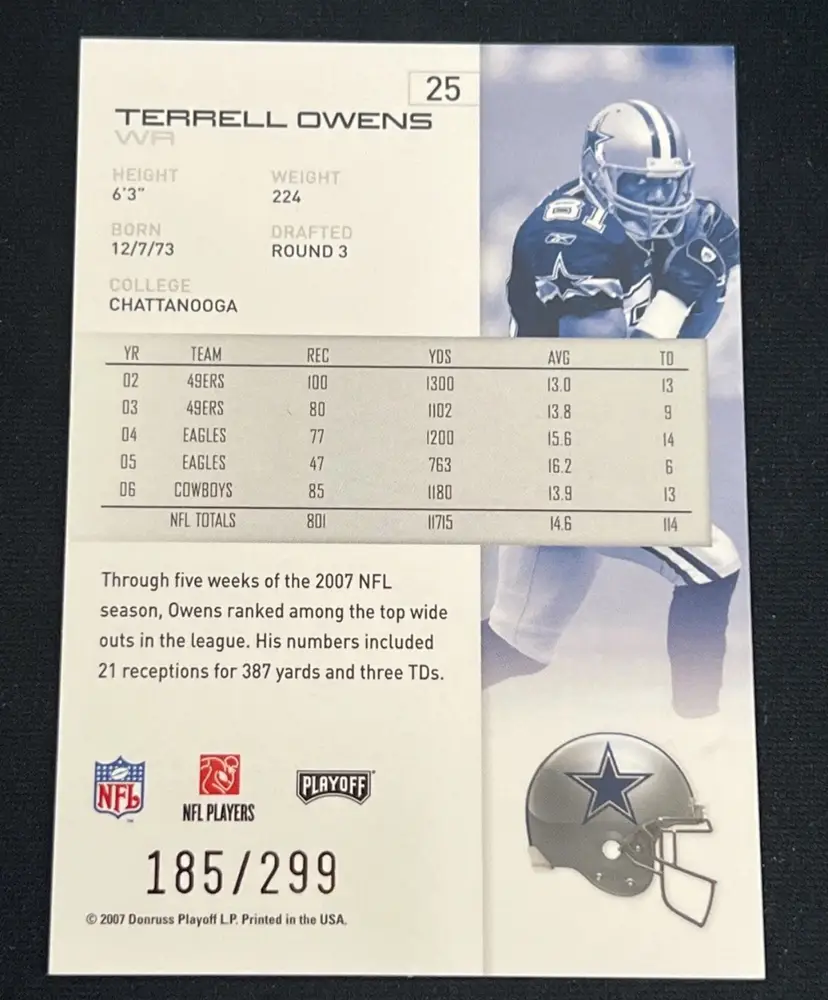 25
TERRELL OWENS
WR
HEIGHT WEIGHT
6'3" 224
BORN DRAFTED
12/7/73 ROUND 3
COLLEGE
CHATTANOOGA
81
YR TEAM REC YDS AVG TD
02 49ERS 100 1300 13.0 13
03 49ERS 80 1102 13.8 9
04 EAGLES 77 1200 15.6 14
05 EAGLES 47 763 16.2 6
06 COWBOYS 85 1180 13.9 13
NFL TOTALS 801 11715 14.6 114
Through five weeks of the 2007 NFL
season, Owens ranked among the top wide
outs in the league. His numbers included
21 receptions for 387 yards and three TDs.
NFL
NFL PLAYERS
PLAYOFF
185/299
© 2007 Donruss Playoff L.P. Printed in the USA.